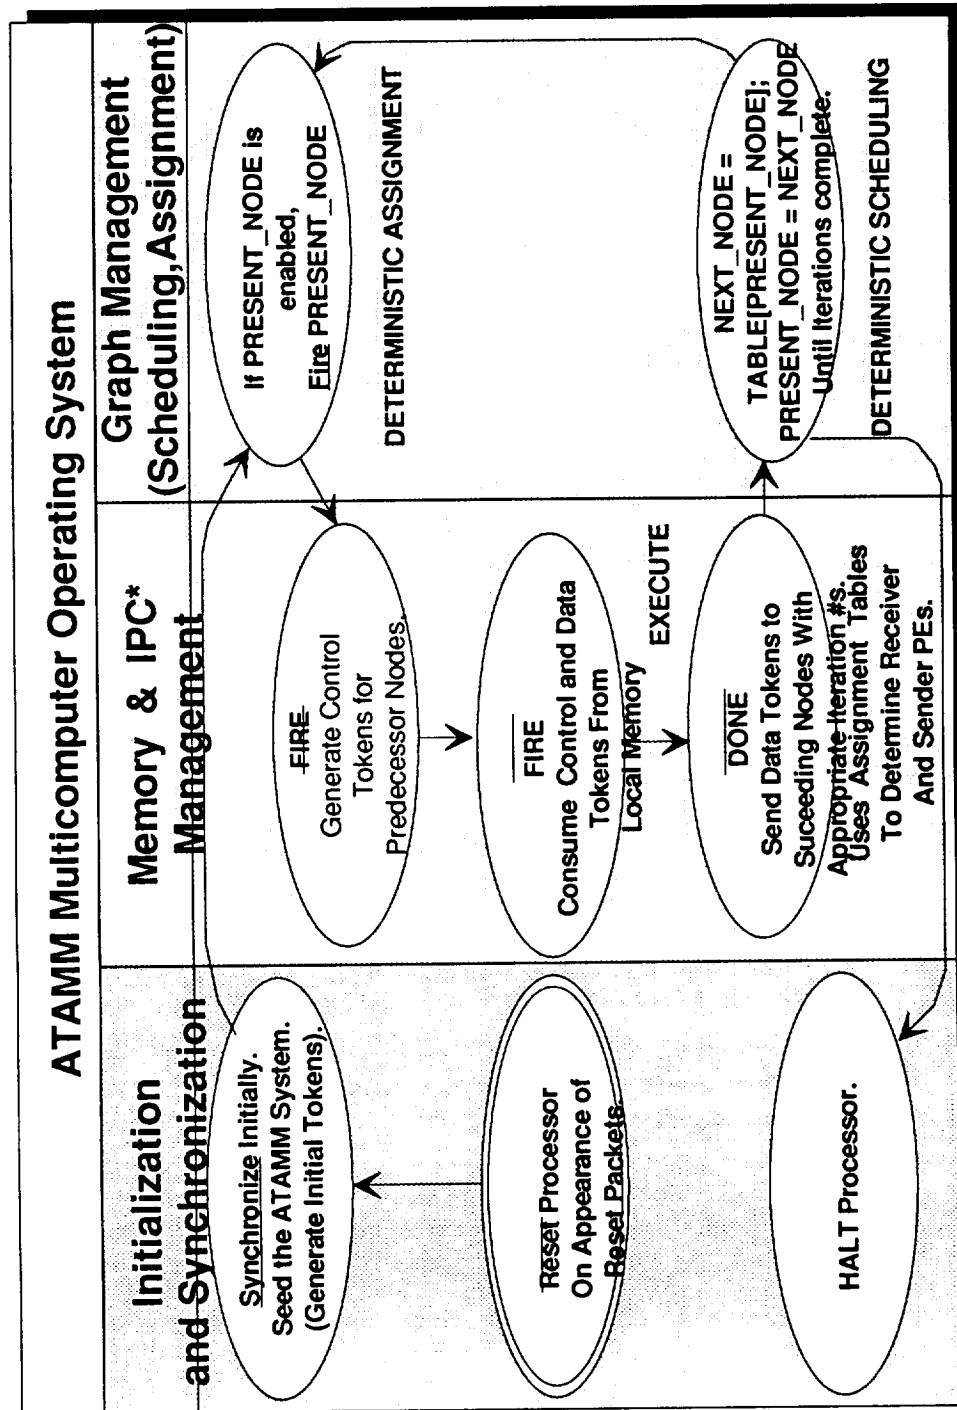 ATAMM Multicomputer Operating System
Initialization
and Synchronization
Memory & IPC*
Management
Graph Management
(Scheduling,Assignment)
Synchronize Initially.
Seed the ATAMM System.
(Generate Initial Tokens).
Reset Processor
On Appearance of
Reset Packets.
HALT Processor.
FIRE
Generate Control
Tokens for
Predecessor Nodes.
FIRE
Consume Control and Data
Tokens From
Local Memory
EXECUTE
DONE
Send Data Tokens to
Suceeding Nodes With
Appropriate Iteration #s.
Uses Assignment Tables
To Determine Receiver
And Sender PEs.
If PRESENT_NODE is
enabled,
Fire PRESENT_NODE
DETERMINISTIC ASSIGNMENT
NEXT_NODE =
TABLE[PRESENT_NODE];
PRESENT_NODE = NEXT_NODE
Until Iterations complete.
DETERMINISTIC SCHEDULING